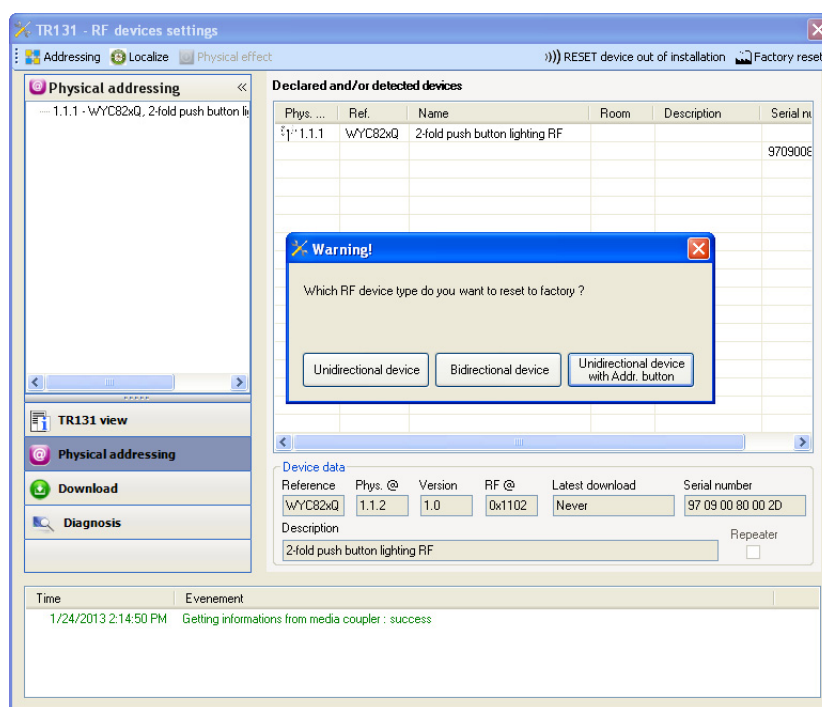 TR131 - RF devices settings
Addressing Localize Physical effect RESET device out of installation Factory reset
Physical addressing
1.1.1 - WYC82xQ, 2-fold push button
Declared and/or detected devices
Phys. ... Ref. Name Room Description Serial
1.1.1 WYC82xQ 2-fold push button lighting RF
9709008
Warning!
Which RF device type do you want to reset to factory ?
Unidirectional device Bidirectional device Unidirectional device
with Addr. button
TR131 view
Physical addressing
Download
Diagnosis
Device data
Reference Phys. @ Version RF @ Latest download Serial number
WYC82xQ 1.1.2 1.0 0x1102 Never 97 09 00 80 00 2D
Description
Repeater
2-fold push button lighting RF
Time Evenement
1/24/2013 2:14:50 PM Getting informations from media coupler : success